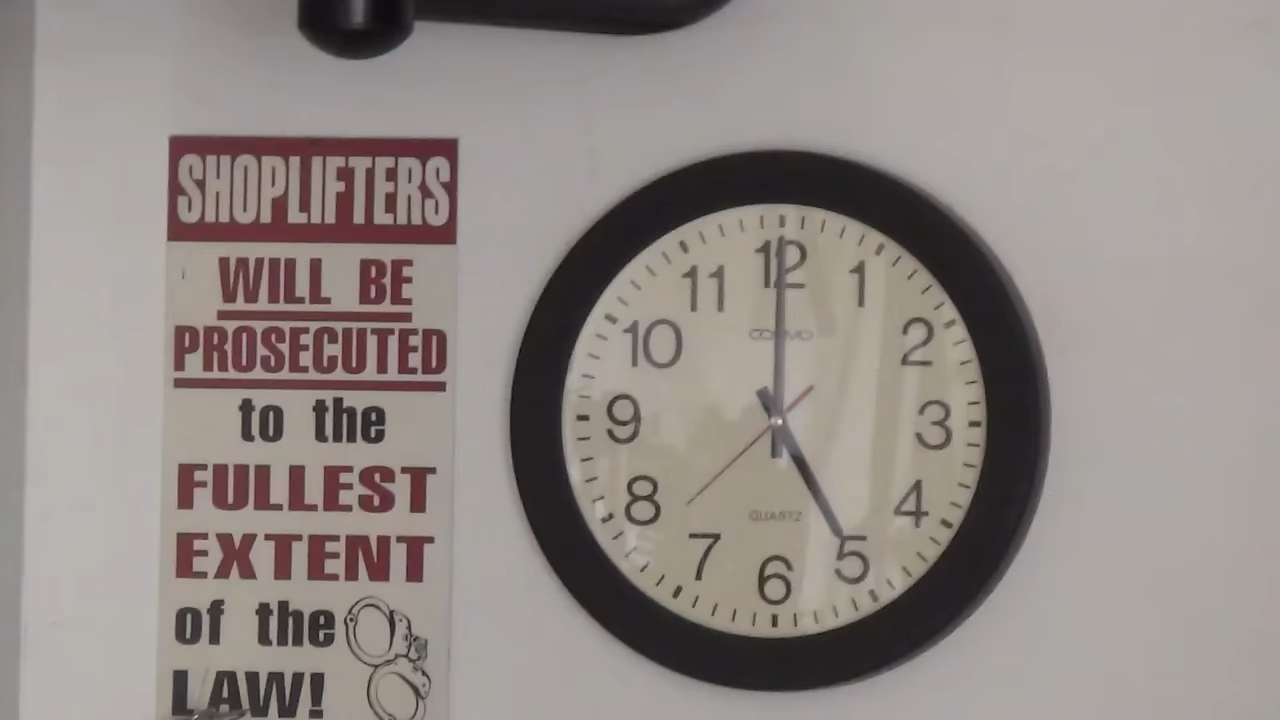 SHOPLIFTERS
WILL BE
PROSECUTED
to the
FULLEST
EXTENT
of the
LAW!
12
1
2
3
4
5
6
7
8
9
10
11
COSMO
QUARTZ